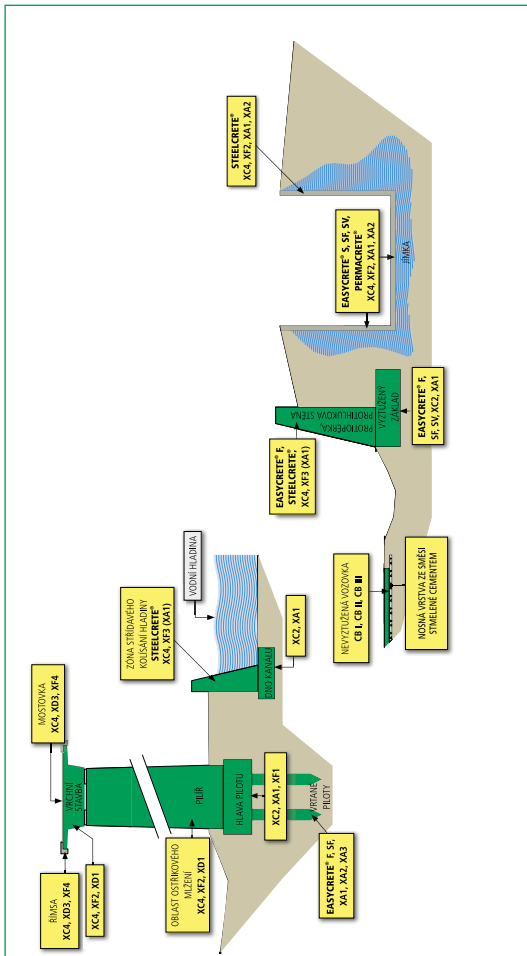 MOSTOVKA
XC4, XD3, XF4
ŘÍMSA
XC4, XD3, XF4
VRCHNÍ
STAVBA
XC4, XF2, XD1
OBLAST OSTŘIKOVÉHO
MLŽENÍ
XC4, XF2, XD1
PILÍŘ
HLAVA PILOTU
XC2, XA1, XF1
VRTANÉ
PILOTY
EASYCRETE® F, SF,
XA1, XA2, XA3
ZÓNA STŘÍDAVÉHO
KOLÍSÁNÍ HLADINY
STEELCRETE®
XC4, XF3 (XA1)
VODNÍ HLADINA
DNO KANÁLU
XC2, XA1
NEVYZTUŽENÁ VOZOVKA
CB I, CB II, CB III
NOSNÁ VRSTVA ZE SMĚSI
STMELENÉ CEMENTEM
EASYCRETE® F,
STEELCRETE®,
XC4, XF3 (XA1)
PROTIOPĚRKA,
PROTIHLUKOVÁ STĚNA
VYZTUŽENÝ
ZÁKLAD
EASYCRETE® F,
SF, SV, XC2, XA1
EASYCRETE® S, SF, SV,
PERMACRETE®
XC4, XF2, XA1, XA2
JÍMKA
STEELCRETE®
XC4, XF2, XA1, XA2